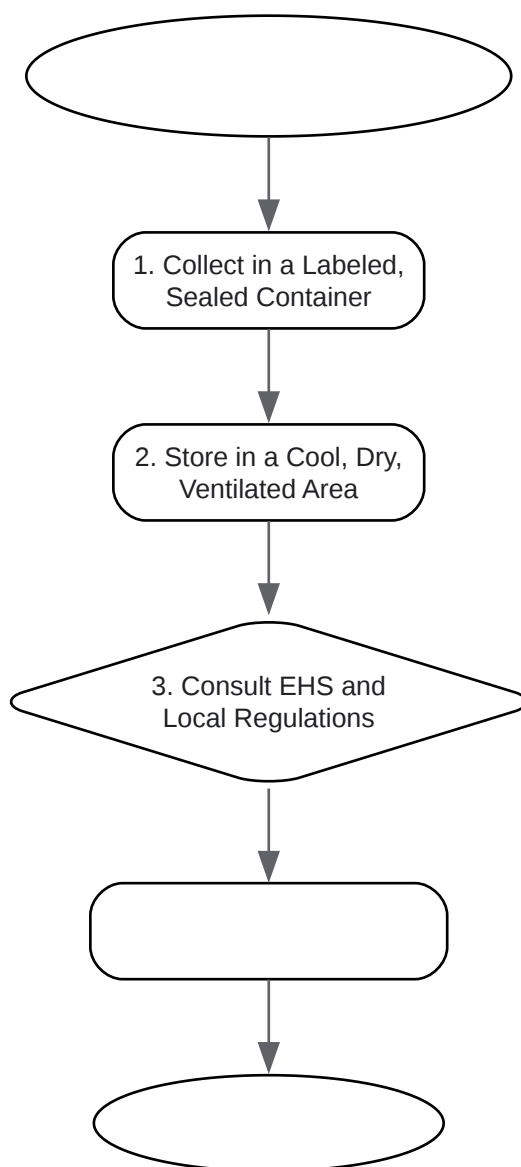 1. Collect in a Labeled,
Sealed Container
2. Store in a Cool, Dry,
Ventilated Area
3. Consult EHS and
Local Regulations